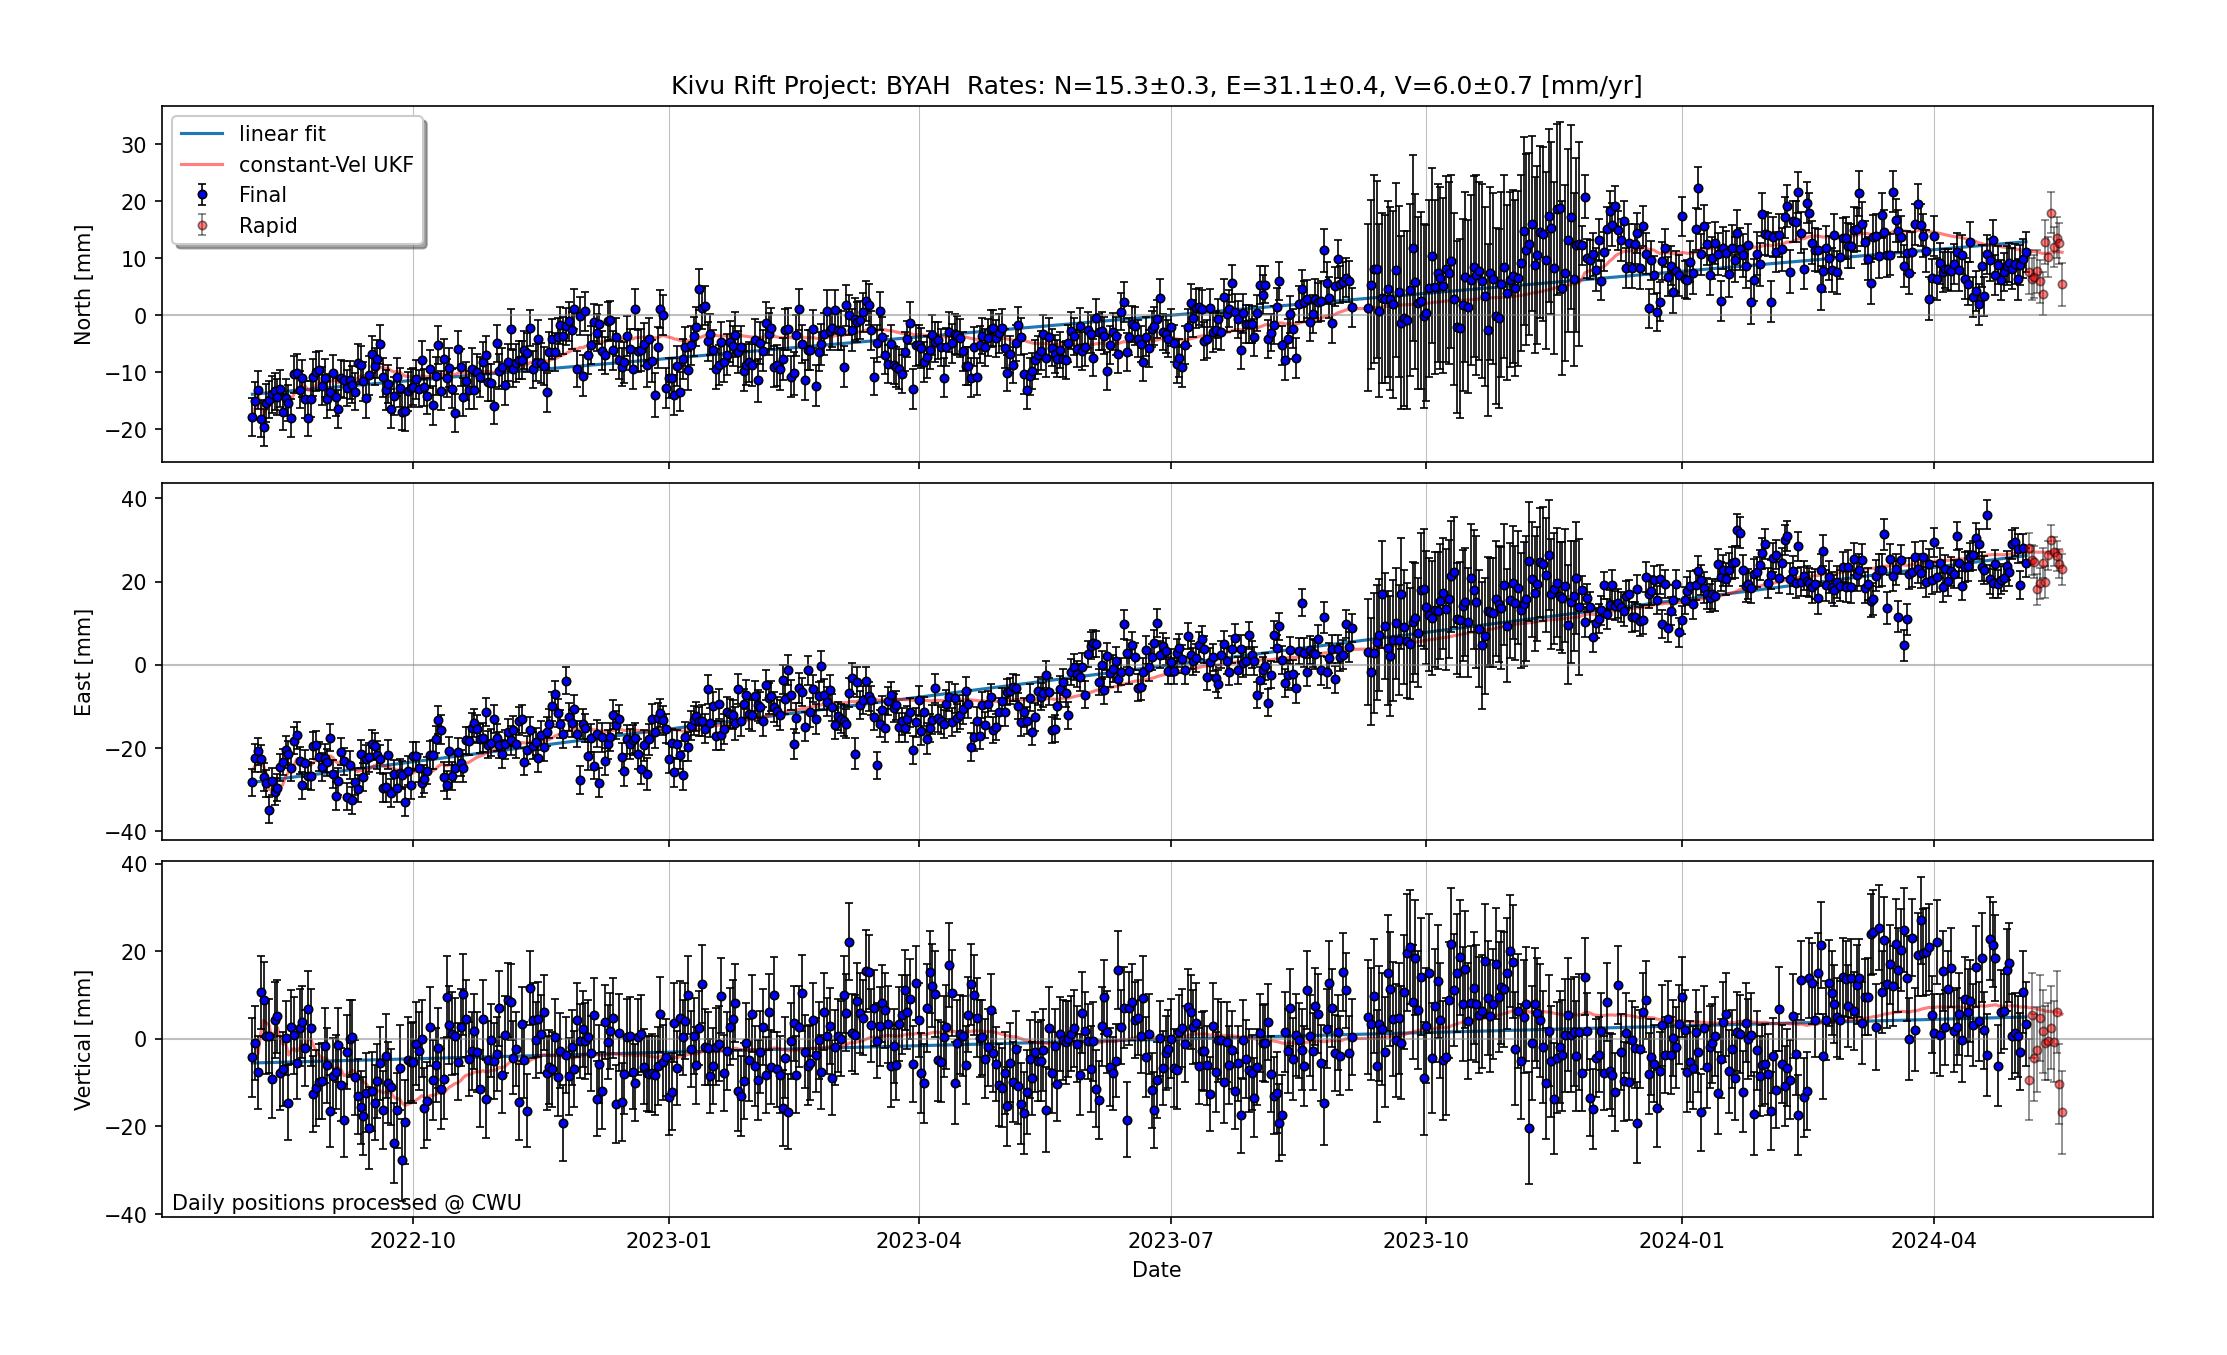 Kivu Rift Project: BYAH  Rates: N=15.3±0.3, E=31.1±0.4, V=6.0±0.7 [mm/yr]
linear fit
constant-Vel UKF
Final
Rapid
North [mm]
30
20
10
0
−10
−20
East [mm]
40
20
0
−20
−40
Vertical [mm]
40
20
0
−20
−40
Daily positions processed @ CWU
2022-10 2023-01 2023-04 2023-07 2023-10 2024-01 2024-04
Date